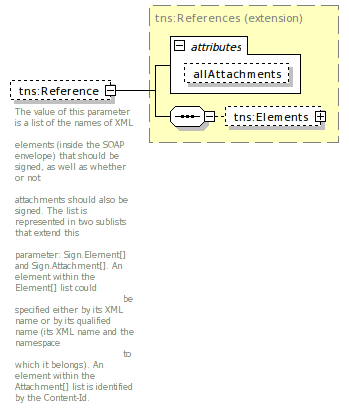 tns:References (extension)
attributes
allAttachments
tns:Reference
tns:Elements
The value of this parameter
is a list of the names of XML
elements (inside the SOAP
envelope) that should be
signed, as well as whether
or not
attachments should also be
signed. The list is
represented in two sublists
that extend this
parameter: Sign.Element[]
and Sign.Attachment[]. An
element within the
Element[] list could
be
specified either by its XML
name or by its qualified
name (its XML name and the
namespace
to
which it belongs). An
element within the
Attachment[] list is identified
by the Content-Id.